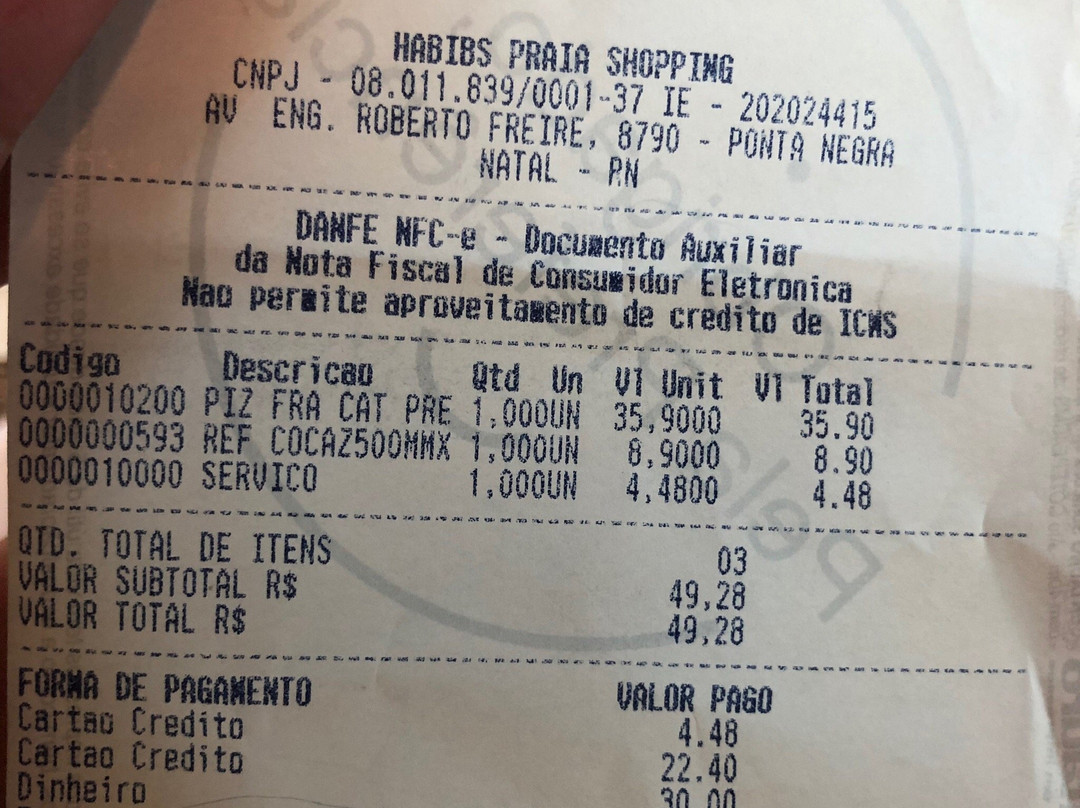 HABIBS PRAIA SHOPPING
CNPJ - 08.011.839/0001-37 IE - 202024415
AV ENG. ROBERTO FREIRE, 8790 - PONTA NEGRA
NATAL - RN
DANFE NFC-e - Documento Auxiliar
da Nota Fiscal de Consumidor Eletronica
Nao permite aproveitamento de credito de ICMS
Codigo Descricao Qtd Un Vl Unit Vl Total
0000010200 PIZ FRA CAT PRE 1,000UN 35,9000 35.90
0000000593 REF COCAZ500MMX 1,000UN 8,9000 8.90
0000010000 SERVICO 1,000UN 4,4800 4.48
QTD. TOTAL DE ITENS 03
VALOR SUBTOTAL R$ 49,28
VALOR TOTAL R$ 49,28
FORMA DE PAGAMENTO VALOR PAGO
Cartao Credito 4.48
Cartao Credito 22.40
Dinheiro 30.00